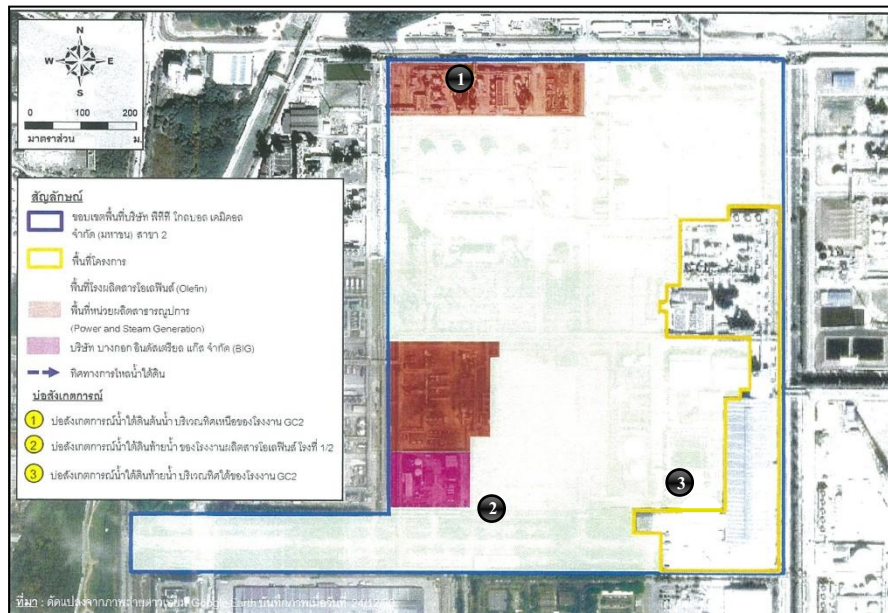 N
W E
S
0 100 200
มาตราส่วน ม.
สัญลักษณ์
ขอบเขตพื้นที่บริษัท พีทีที โกลบอล เคมิคอล
จำกัด (มหาชน) สาขา 2
พื้นที่โครงการ
พื้นที่โรงผลิตสารโอเลฟินส์ (Olefin)
พื้นที่หน่วยผลิตสาธารณูปการ
(Power and Steam Generation)
บริษัท บางกอก อินดัสเตรียล แก๊ส จำกัด (BIG)
ทิศทางการไหลน้ำใต้ดิน
บ่อสังเกตการณ์
1 บ่อสังเกตการณ์น้ำใต้ดินต้นน้ำ บริเวณทิศเหนือของโรงงาน GC2
2 บ่อสังเกตการณ์น้ำใต้ดินท้ายน้ำ ของโรงงานผลิตสารโอเลฟินส์ โรงที่ 1/2
3 บ่อสังเกตการณ์น้ำใต้ดินท้ายน้ำ บริเวณทิศใต้ของโรงงาน GC2
1
2
3
ที่มา : ดัดแปลงจากภาพถ่ายดาวเทียม Google Earth บันทึกภาพเมื่อวันที่ 24/12/